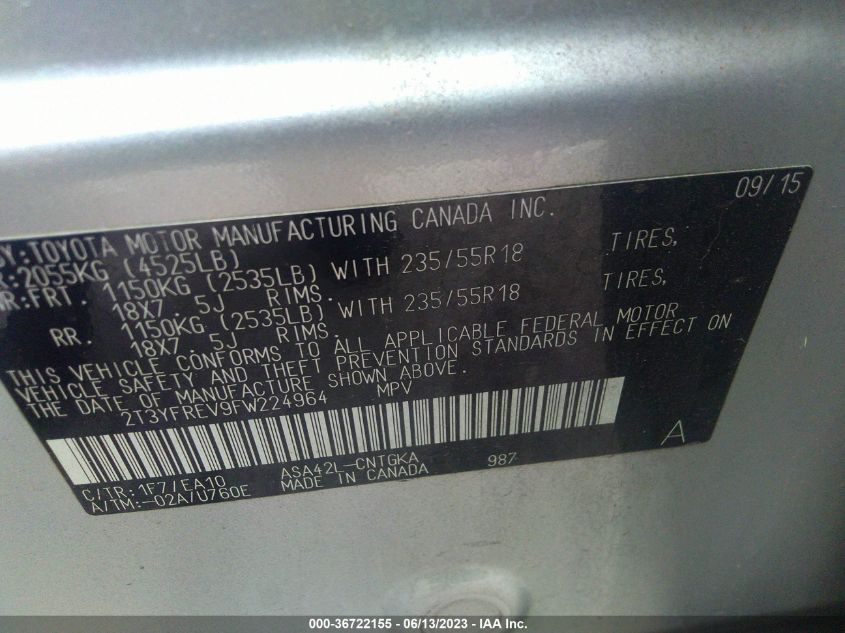 09/15
Y:TOYOTA MOTOR MANUFACTURING CANADA INC.
R:2055KG (4525LB)
R:FRT. 1150KG (2535LB) WITH 235/55R18 TIRES,
18X7 .5J RIMS.
RR. 1150KG (2535LB) WITH 235/55R18 TIRES,
18X7 .5J RIMS.
THIS VEHICLE CONFORMS TO ALL APPLICABLE FEDERAL MOTOR
VEHICLE SAFETY AND THEFT PREVENTION STANDARDS IN EFFECT ON
THE DATE OF MANUFACTURE SHOWN ABOVE.
2T3YFREV9FW224964 MPV
A
C/TR:1F7/EA10 ASA42L-CNTGKA 987
A/TM:-02A/U760E MADE IN CANADA
000-36722155 - 06/13/2023 - IAA Inc.